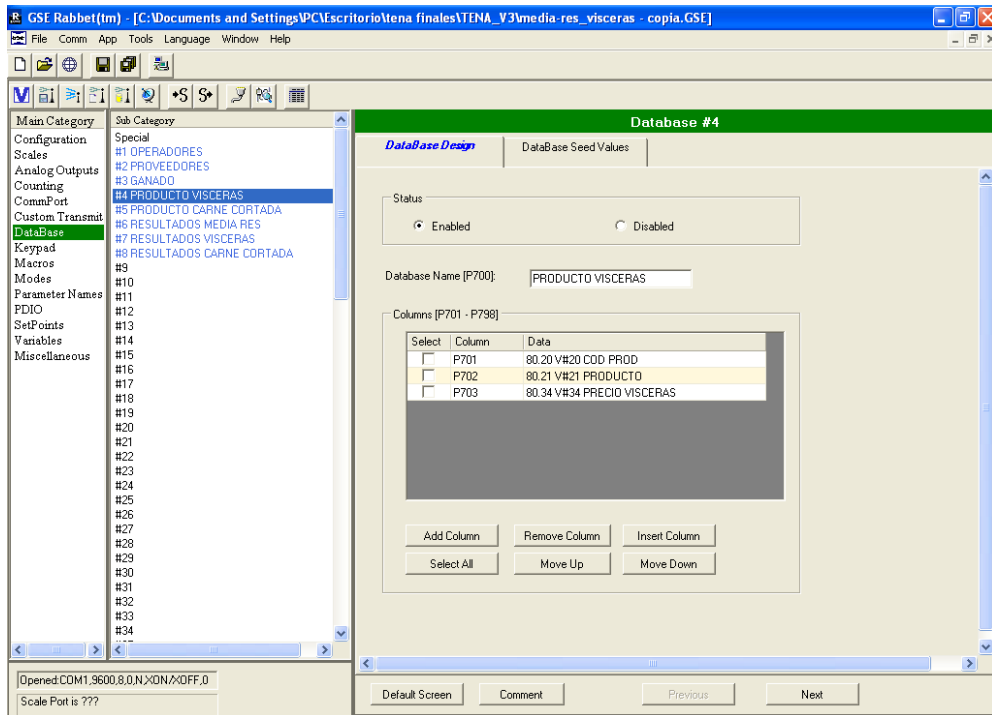 GSE Rabbet(tm) - [C:\Documents and Settings\PC\Escritorio\tena finales\TENA_V3\media-res_visceras - copia.GSE]
File Comm App Tools Language Window Help
Main Category
Configuration
Scales
Analog Outputs
Counting
CommPort
Custom Transmit
DataBase
Keypad
Macros
Modes
Parameter Names
PDIO
SetPoints
Variables
Miscellaneous
Sub Category
Special
#1 OPERADORES
#2 PROVEEDORES
#3 GANADO
#4 PRODUCTO VISCERAS
#5 PRODUCTO CARNE CORTADA
#6 RESULTADOS MEDIA RES
#7 RESULTADOS VISCERAS
#8 RESULTADOS CARNE CORTADA
#9
#10
#11
#12
#13
#14
#15
#16
#17
#18
#19
#20
#21
#22
#23
#24
#25
#26
#27
#28
#29
#30
#31
#32
#33
#34
Database #4
DataBase Design DataBase Seed Values
Status
Enabled Disabled
Database Name [P700]: PRODUCTO VISCERAS
Columns [P701 - P798]
Select Column Data
P701 80.20 V#20 COD PROD
P702 80.21 V#21 PRODUCTO
P703 80.34 V#34 PRECIO VISCERAS
Add Column Remove Column Insert Column
Select All Move Up Move Down
Opened:COM1,9600,8,0,N,XON/XOFF,0
Scale Port is ???
Default Screen Comment Previous Next